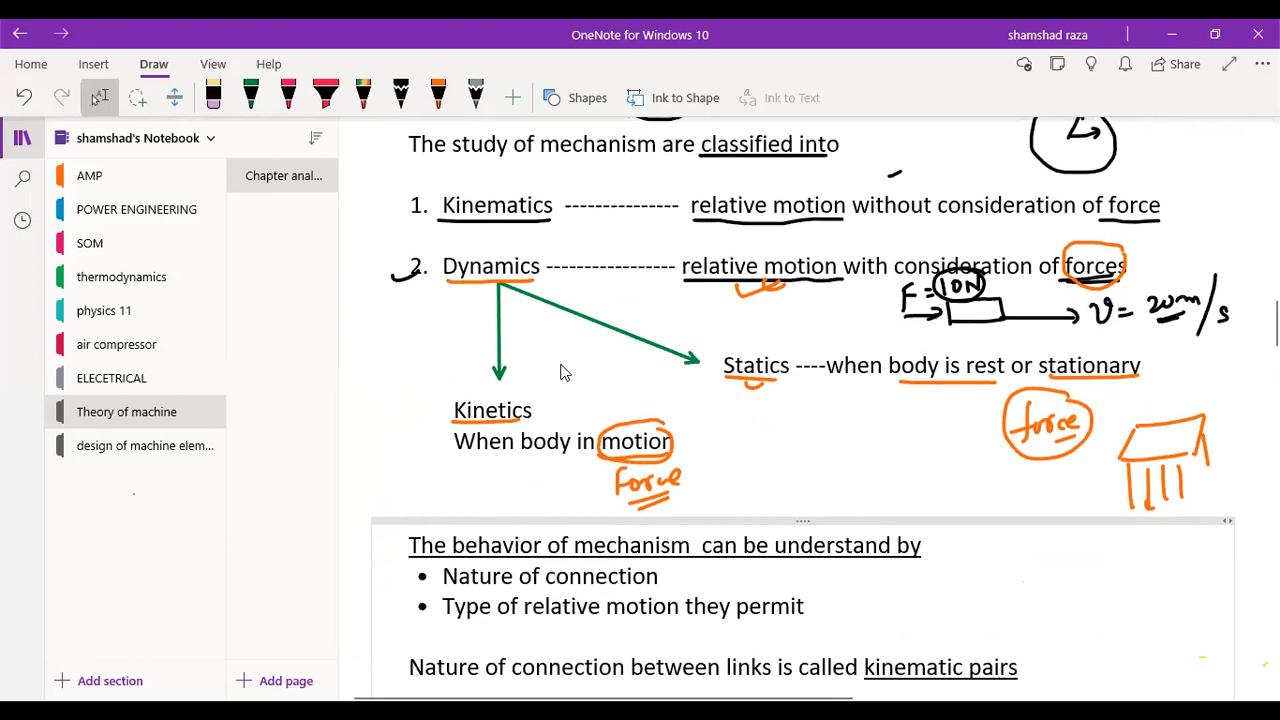 OneNote for Windows 10
shamshad raza
Home
Insert
Draw
View
Help
Shapes
Ink to Shape
Ink to Text
Share
shamshad's Notebook
AMP
POWER ENGINEERING
SOM
thermodynamics
physics 11
air compressor
ELECETRICAL
Theory of machine
design of machine elem...
Add section
Chapter anal...
Add page
The study of mechanism are classified into
1. Kinematics --------------- relative motion without consideration of force
2. Dynamics ----------------- relative motion with consideration of forces
F = 10N
v = 20m/s
Statics ----when body is rest or stationary
force
Kinetics
When body in motion
Force
The behavior of mechanism can be understand by
• Nature of connection
• Type of relative motion they permit
Nature of connection between links is called kinematic pairs